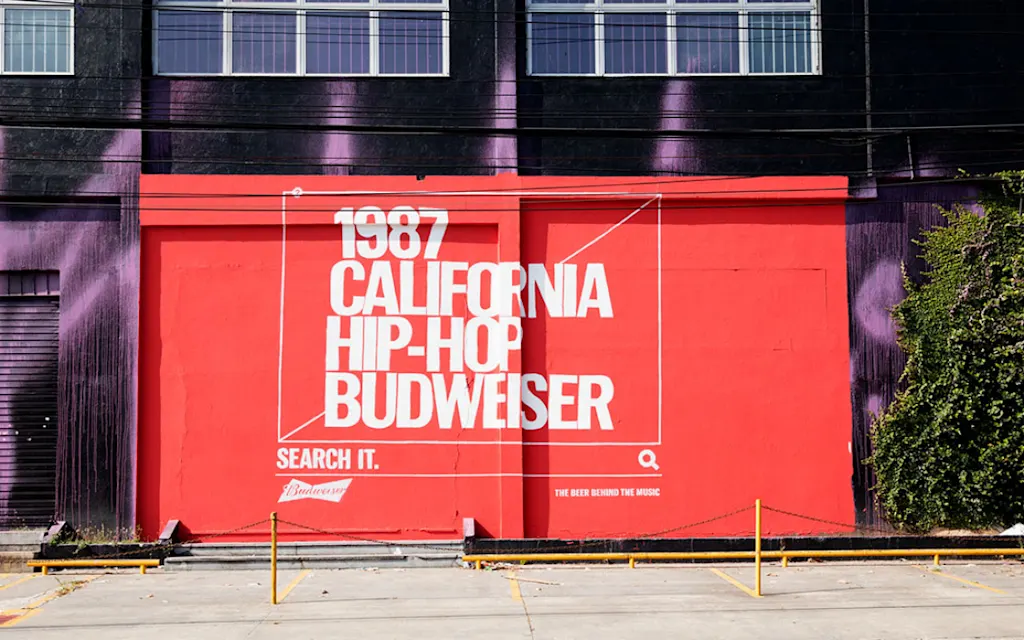 1987
CALIFORNIA
HIP-HOP
BUDWEISER
SEARCH IT.
Budweiser
THE BEER BEHIND THE MUSIC